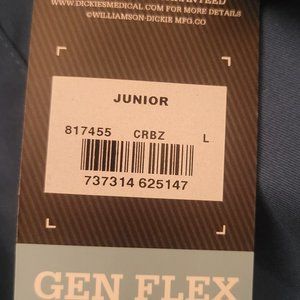 WWW.DICKIESMEDICAL.COM FOR MORE DETAILS
©WILLIAMSON-DICKIE MFG.CO
JUNIOR
817455 CRBZ L
737314 625147
GEN FLEX